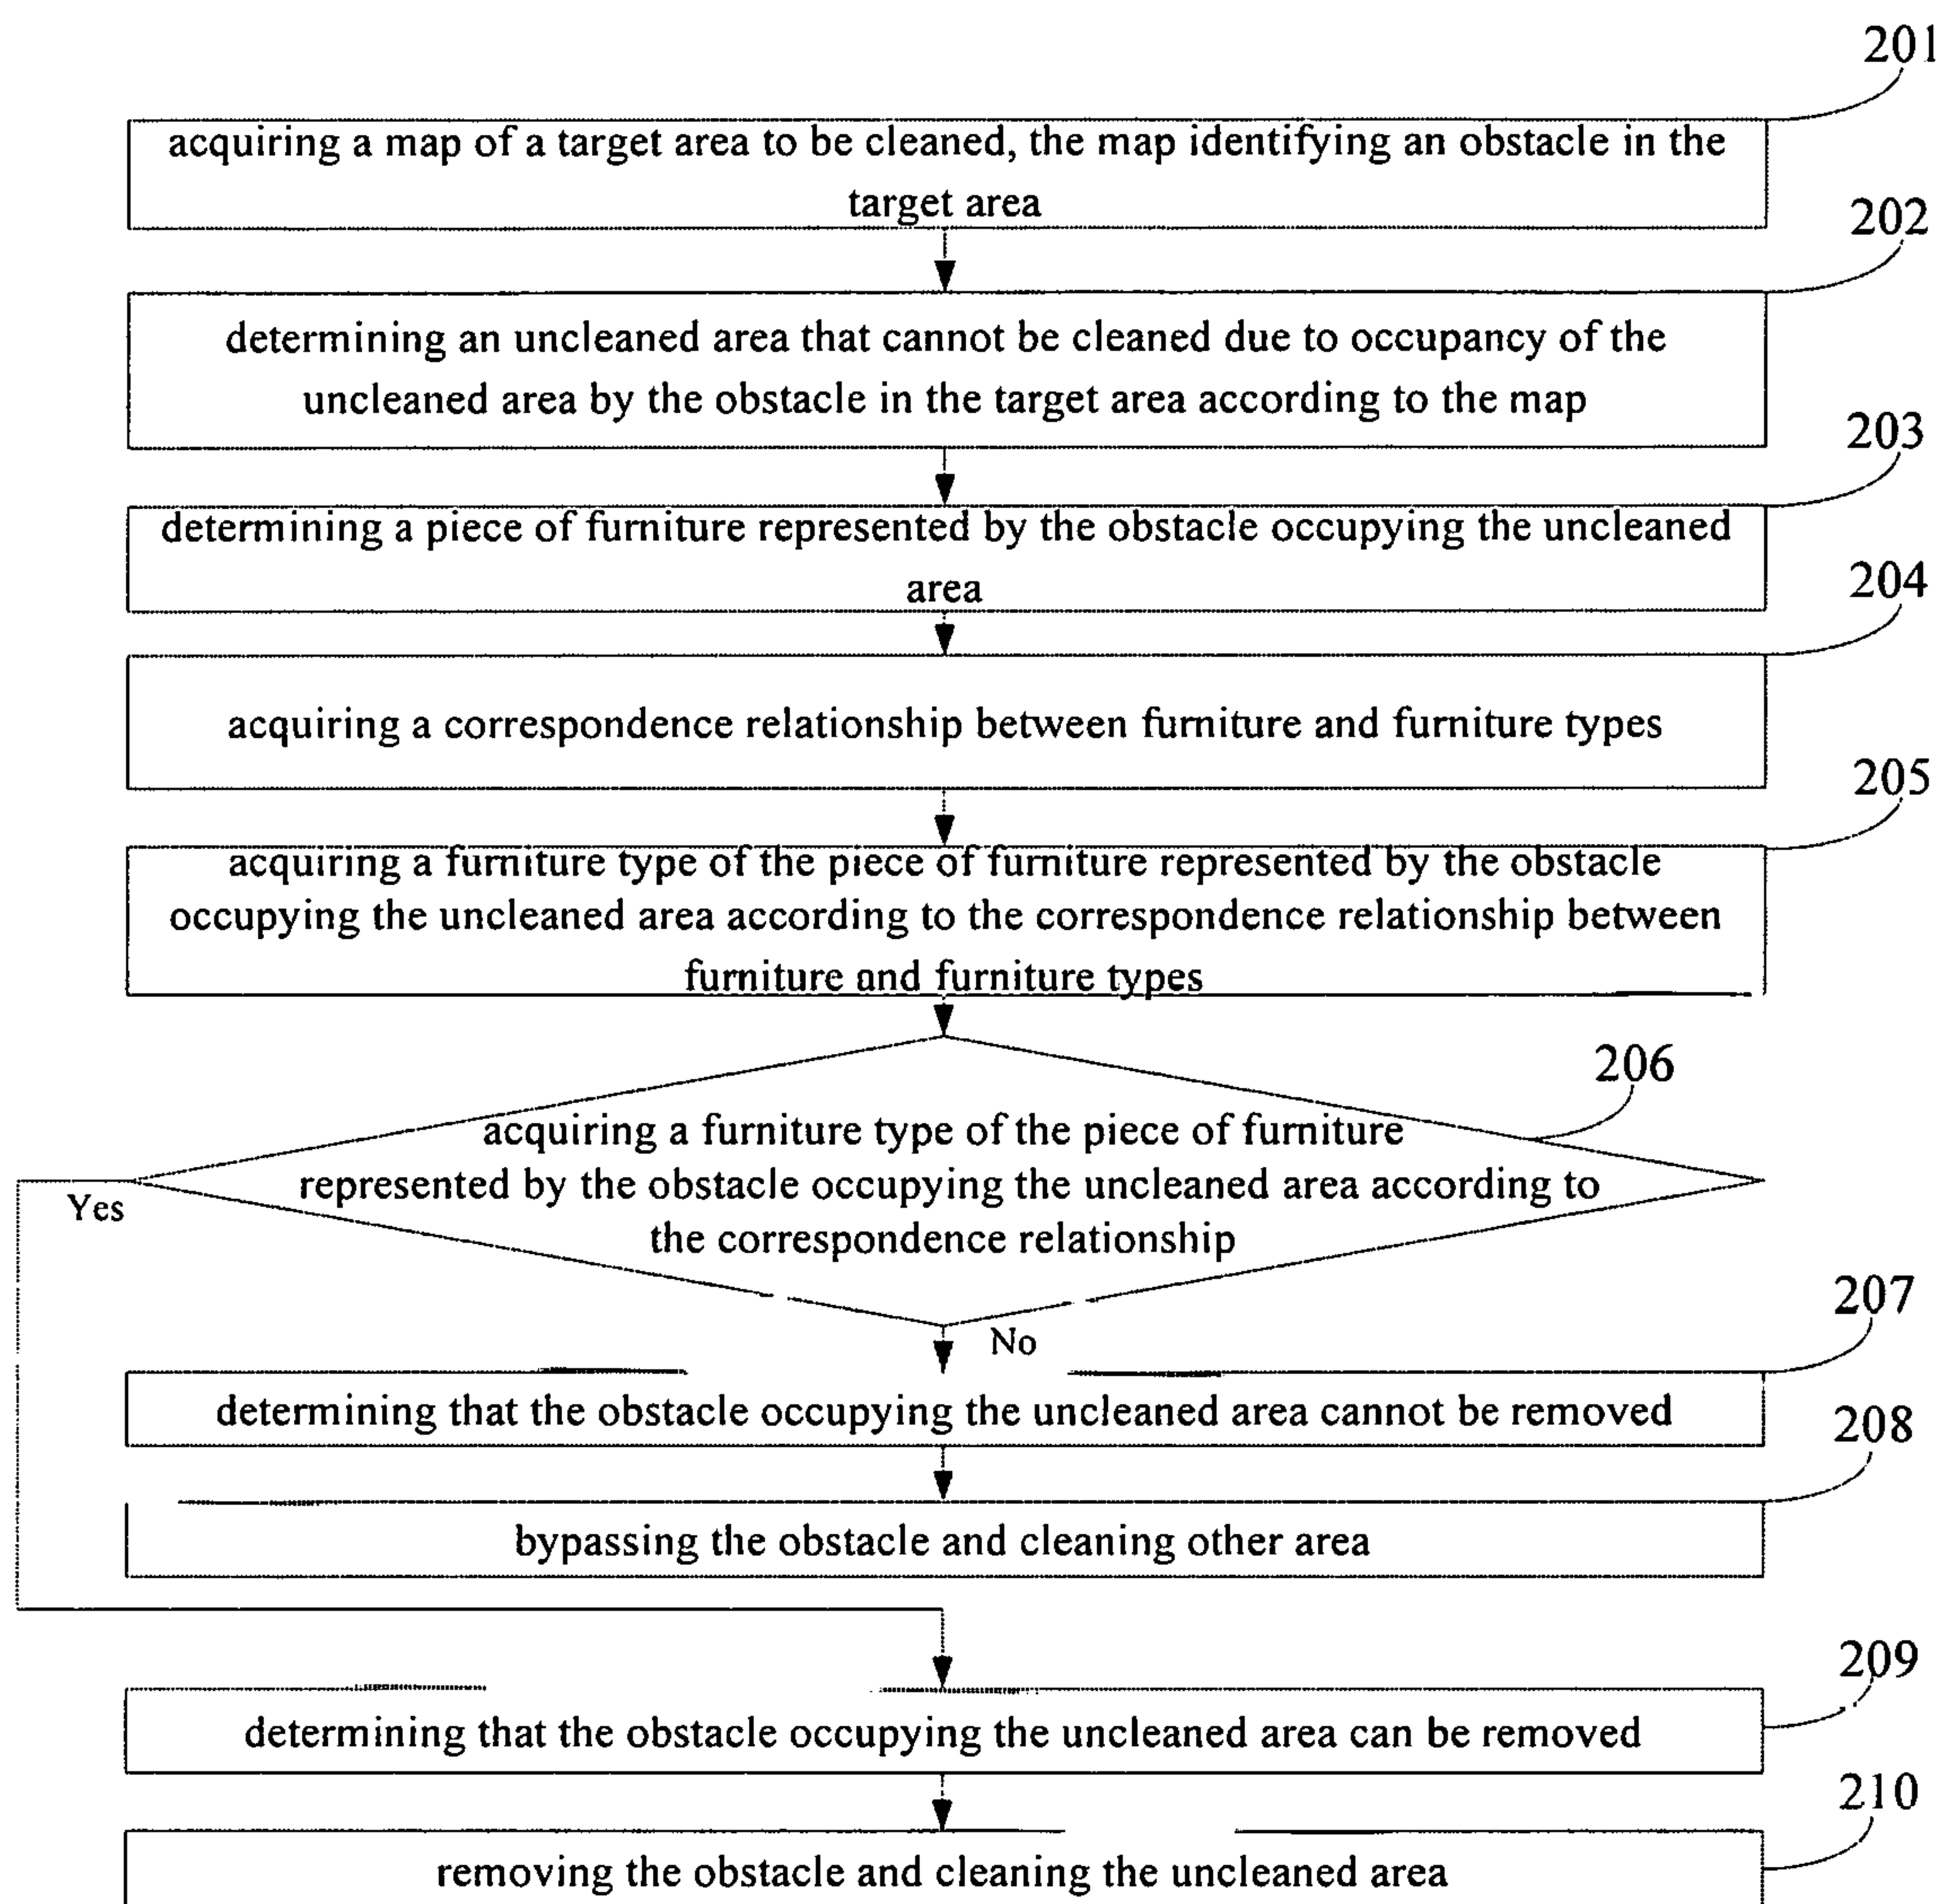 201
acquiring a map of a target area to be cleaned, the map identifying an obstacle in the
target area
202
determining an uncleaned area that cannot be cleaned due to occupancy of the
uncleaned area by the obstacle in the target area according to the map
203
determining a piece of furniture represented by the obstacle occupying the uncleaned
area
204
acquiring a correspondence relationship between furniture and furniture types
205
acquiring a furniture type of the piece of furniture represented by the obstacle
occupying the uncleaned area according to the correspondence relationship between
furniture and furniture types
206
acquiring a furniture type of the piece of furniture
represented by the obstacle occupying the uncleaned area according to
the correspondence relationship
Yes
No
207
determining that the obstacle occupying the uncleaned area cannot be removed
208
bypassing the obstacle and cleaning other area
209
determining that the obstacle occupying the uncleaned area can be removed
210
removing the obstacle and cleaning the uncleaned area